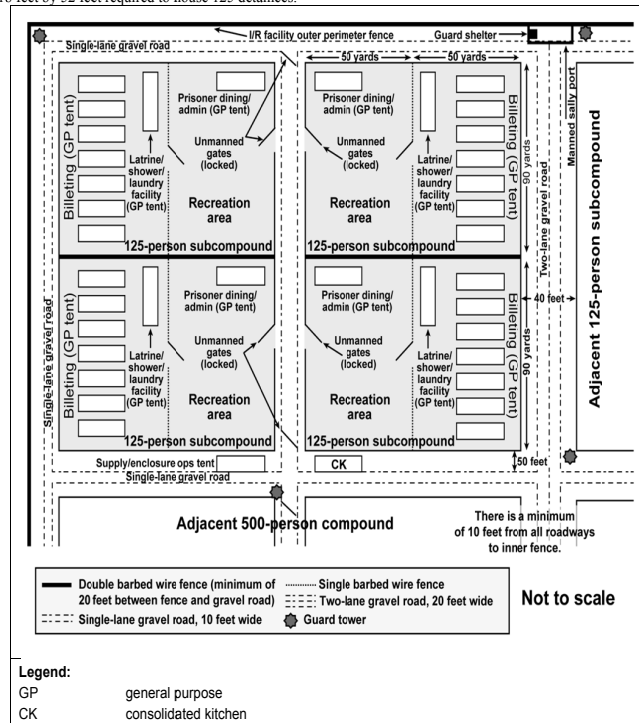 18 feet by 32 feet required to house 125 detainees.
I/R facility outer perimeter fence
Guard shelter
Single-lane gravel road
50 yards
50 yards
Prisoner dining/
admin (GP tent)
Prisoner dining/
admin (GP tent)
Billeting (GP tent)
Latrine/
shower/
laundry
facility
(GP tent)
Unmanned
gates
(locked)
Unmanned
gates
(locked)
Latrine/
shower/
laundry
facility
(GP tent)
Billeting (GP tent)
90 yards
Two-lane gravel road
Manned sally port
Adjacent 125-person subcompound
Recreation
area
Recreation
area
125-person subcompound
125-person subcompound
Single-lane gravel road
Prisoner dining/
admin (GP tent)
Prisoner dining/
admin (GP tent)
Billeting (GP tent)
Latrine/
shower/
laundry
facility
(GP tent)
Unmanned
gates
(locked)
Unmanned
gates
(locked)
Latrine/
shower/
laundry
facility
(GP tent)
Billeting (GP tent)
90 yards
40 feet
Recreation
area
Recreation
area
125-person subcompound
125-person subcompound
Supply/enclosure ops tent
CK
50 feet
Single-lane gravel road
Adjacent 500-person compound
There is a minimum
of 10 feet from all roadways
to inner fence.
Double barbed wire fence (minimum of
20 feet between fence and gravel road)
Single barbed wire fence
Two-lane gravel road, 20 feet wide
Single-lane gravel road, 10 feet wide
Guard tower
Not to scale
Legend:
GP general purpose
CK consolidated kitchen